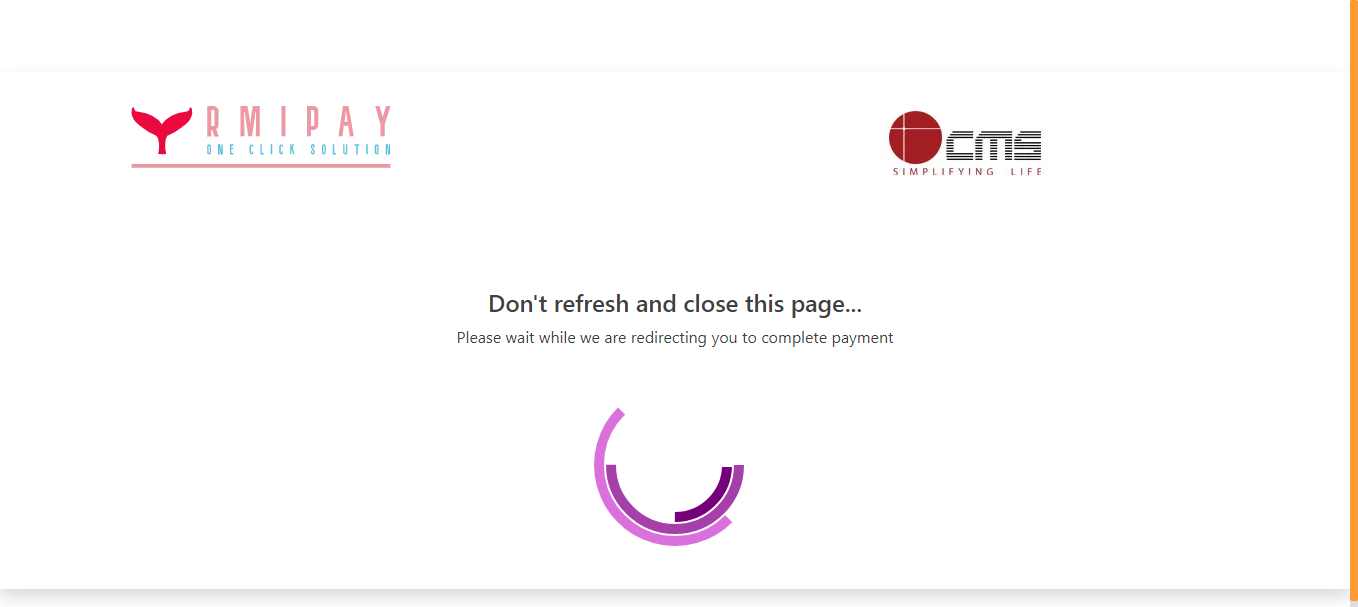 RMIPAY
ONE CLICK SOLUTION
CMS
SIMPLIFYING LIFE
Don't refresh and close this page...
Please wait while we are redirecting you to complete payment